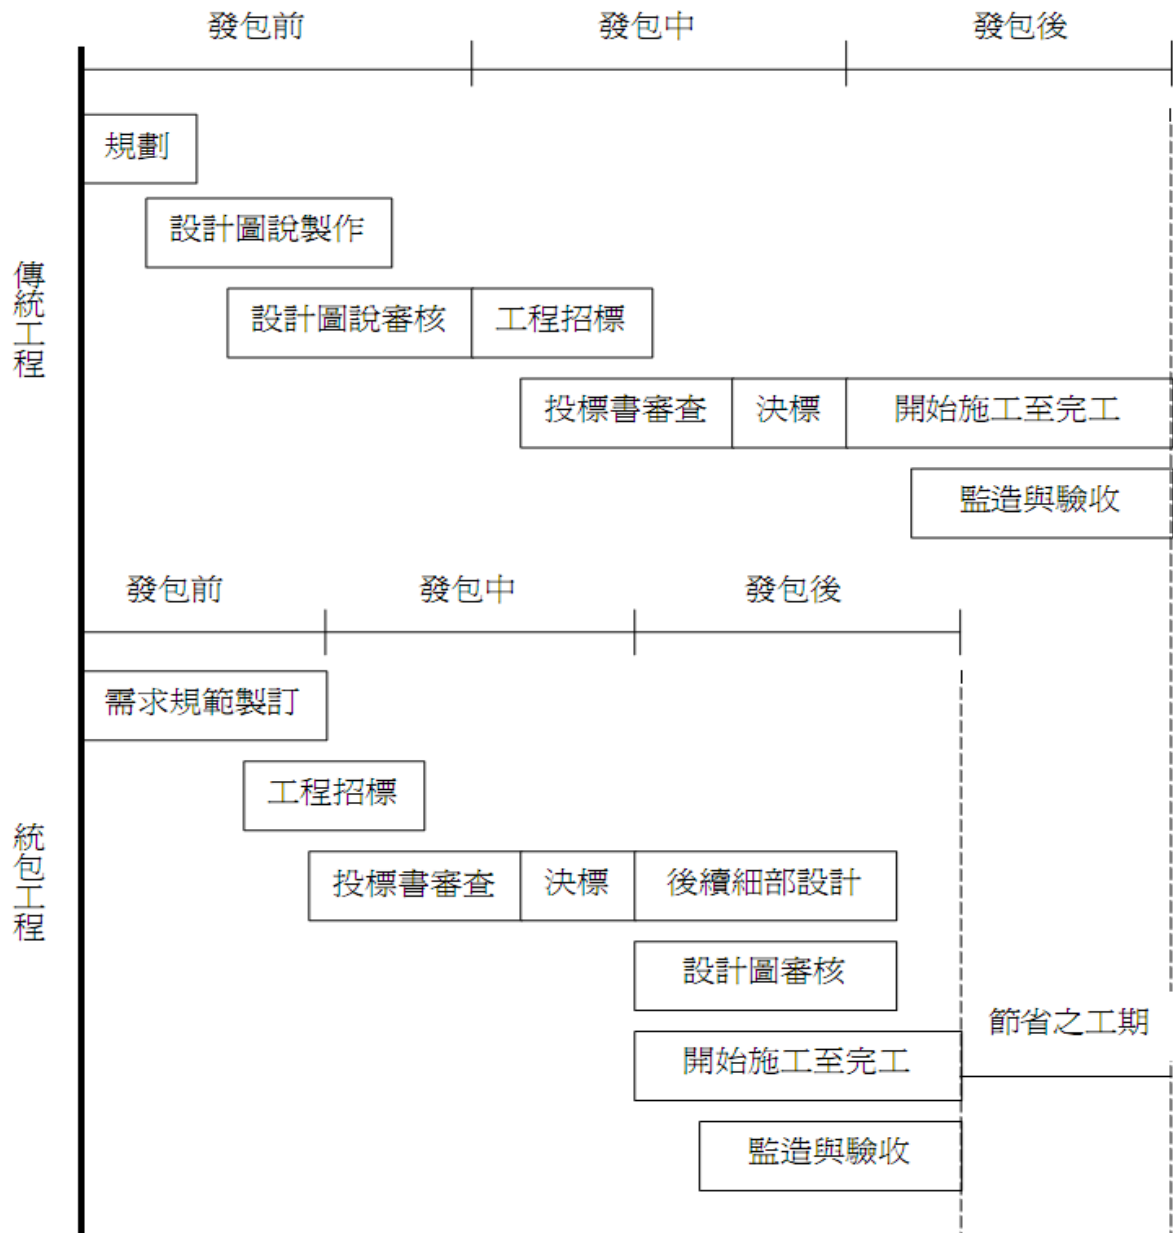 發包前 發包中 發包後
規劃
設計圖說製作
傳統工程
設計圖說審核 工程招標
投標書審查 決標 開始施工至完工
監造與驗收
發包前 發包中 發包後
需求規範製訂
工程招標
統包工程
投標書審查 決標 後續細部設計
設計圖審核
節省之工期
開始施工至完工
監造與驗收